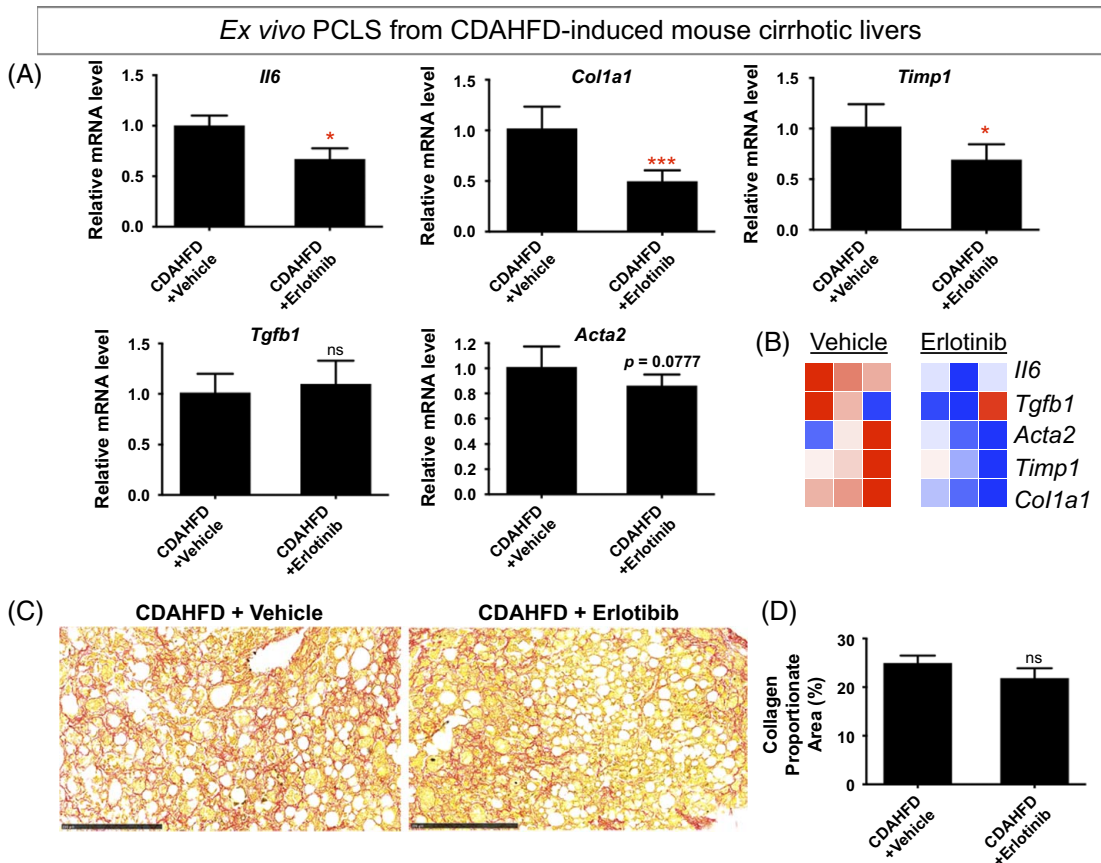 Ex vivo PCLS from CDAHFD-induced mouse cirrhotic livers
(A)
Il6
Relative mRNA level
1.5
1.0
0.5
0.0
*
CDAHFD
+Vehicle
CDAHFD
+Erlotinib
Col1a1
Relative mRNA level
1.5
1.0
0.5
0.0
***
CDAHFD
+Vehicle
CDAHFD
+Erlotinib
Timp1
Relative mRNA level
1.5
1.0
0.5
0.0
*
CDAHFD
+Vehicle
CDAHFD
+Erlotinib
Tgfb1
Relative mRNA level
1.5
1.0
0.5
0.0
ns
CDAHFD
+Vehicle
CDAHFD
+Erlotinib
Acta2
Relative mRNA level
1.2
1.0
0.8
0.6
0.4
0.2
0.0
p = 0.0777
CDAHFD
+Vehicle
CDAHFD
+Erlotinib
(B)
Vehicle Erlotinib
Il6
Tgfb1
Acta2
Timp1
Col1a1
(C)
CDAHFD + Vehicle
CDAHFD + Erlotibib
(D)
Collagen
Proportionate
Area (%)
30
20
10
0
ns
CDAHFD
+Vehicle
CDAHFD
+Erlotinib